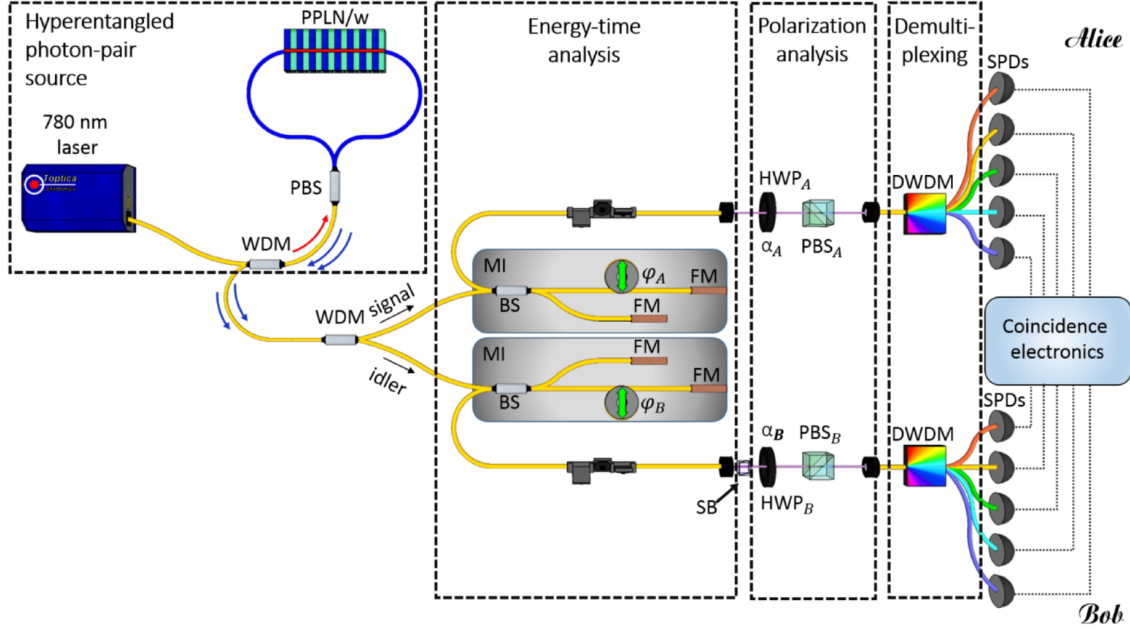 Hyperentangled
photon-pair
source
PPLN/w
780 nm
laser
Toptica
PBS
WDM
WDM
signal
idler
Energy-time
analysis
MI
BS
φ_A
FM
FM
MI
BS
φ_B
FM
FM
SB
Polarization
analysis
HWP_A
α_A
PBS_A
α_B
PBS_B
HWP_B
Demulti-
plexing
DWDM
DWDM
Alice
SPDs
Coincidence
electronics
SPDs
Bob